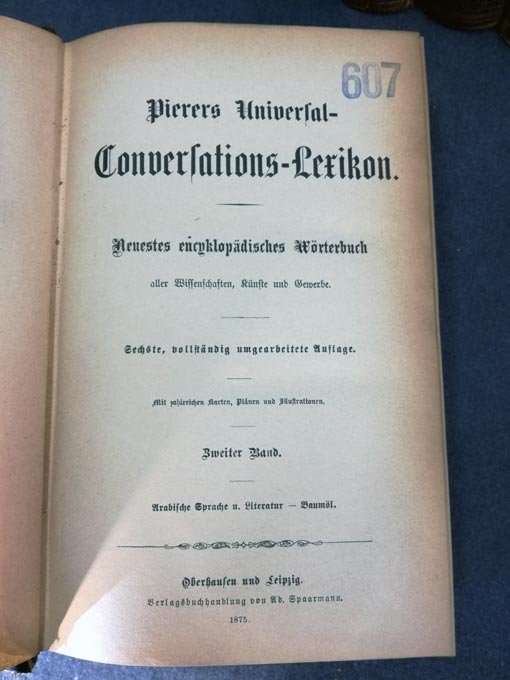 607
Pierers Universal-
Conversations-Lexikon.
Neuestes encyklopädisches Wörterbuch
aller Wissenschaften, Künste und Gewerbe.
Sechste, vollständig umgearbeitete Auflage.
Mit zahlreichen Karten, Plänen und Illustrationen.
Zweiter Band.
Arabische Sprache u. Literatur — Baumöl.
Oberhausen und Leipzig.
Verlagsbuchhandlung von Ad. Spaarmann.
1875.